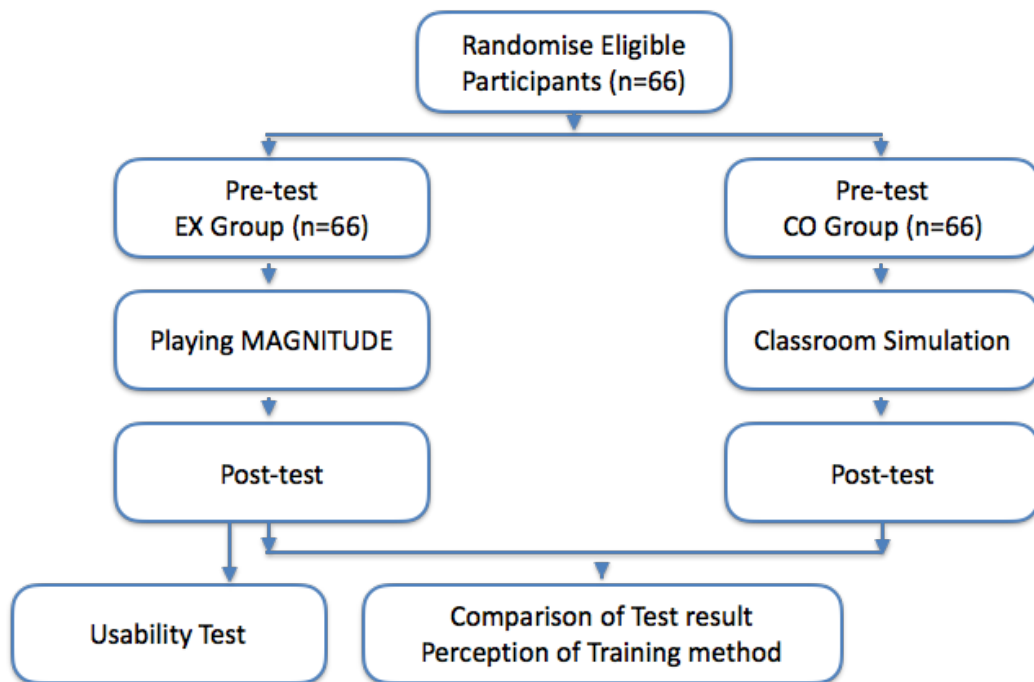 Randomise Eligible
Participants (n=66)
Pre-test
EX Group (n=66)
Pre-test
CO Group (n=66)
Playing MAGNITUDE
Classroom Simulation
Post-test
Post-test
Usability Test
Comparison of Test result
Perception of Training method